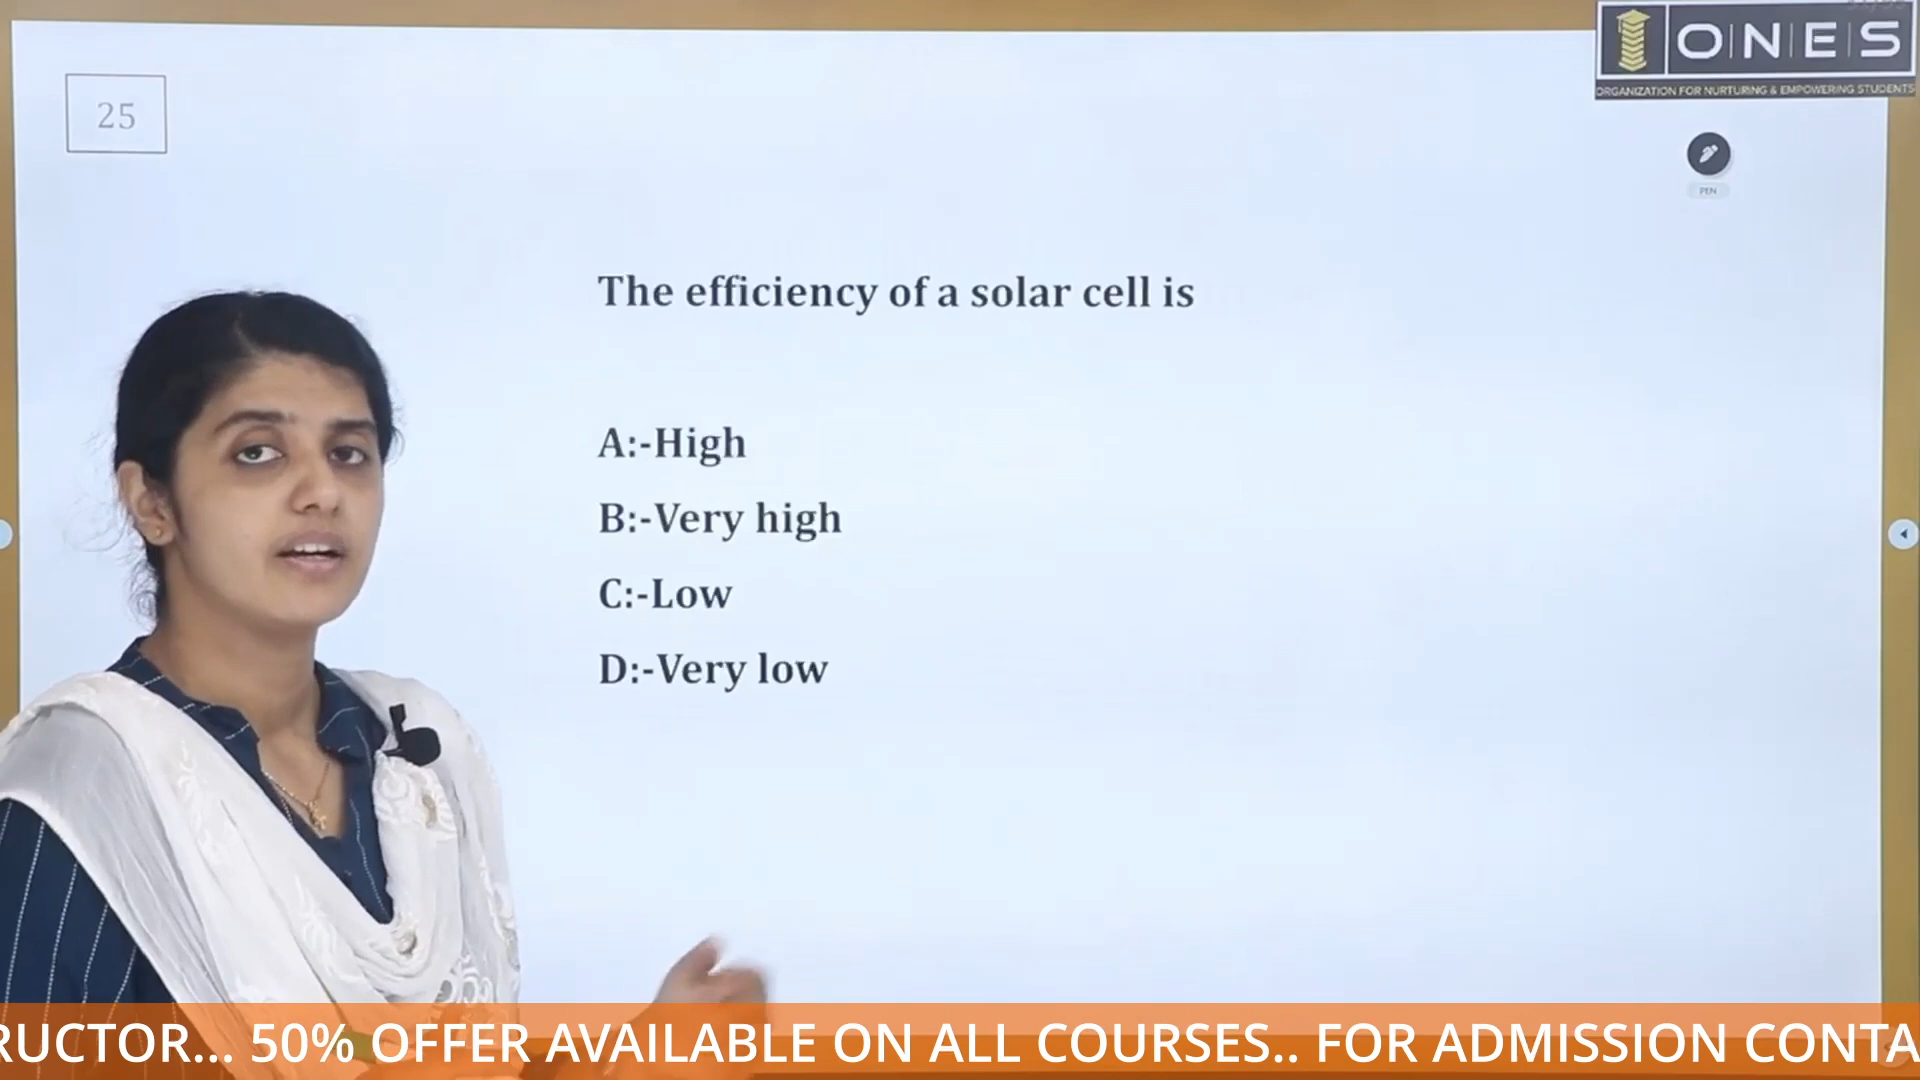 O|N|E|S
ORGANIZATION FOR NURTURING & EMPOWERING STUDENTS
25
PEN
The efficiency of a solar cell is
A:-High
B:-Very high
C:-Low
D:-Very low
RUCTOR... 50% OFFER AVAILABLE ON ALL COURSES.. FOR ADMISSION CONTA